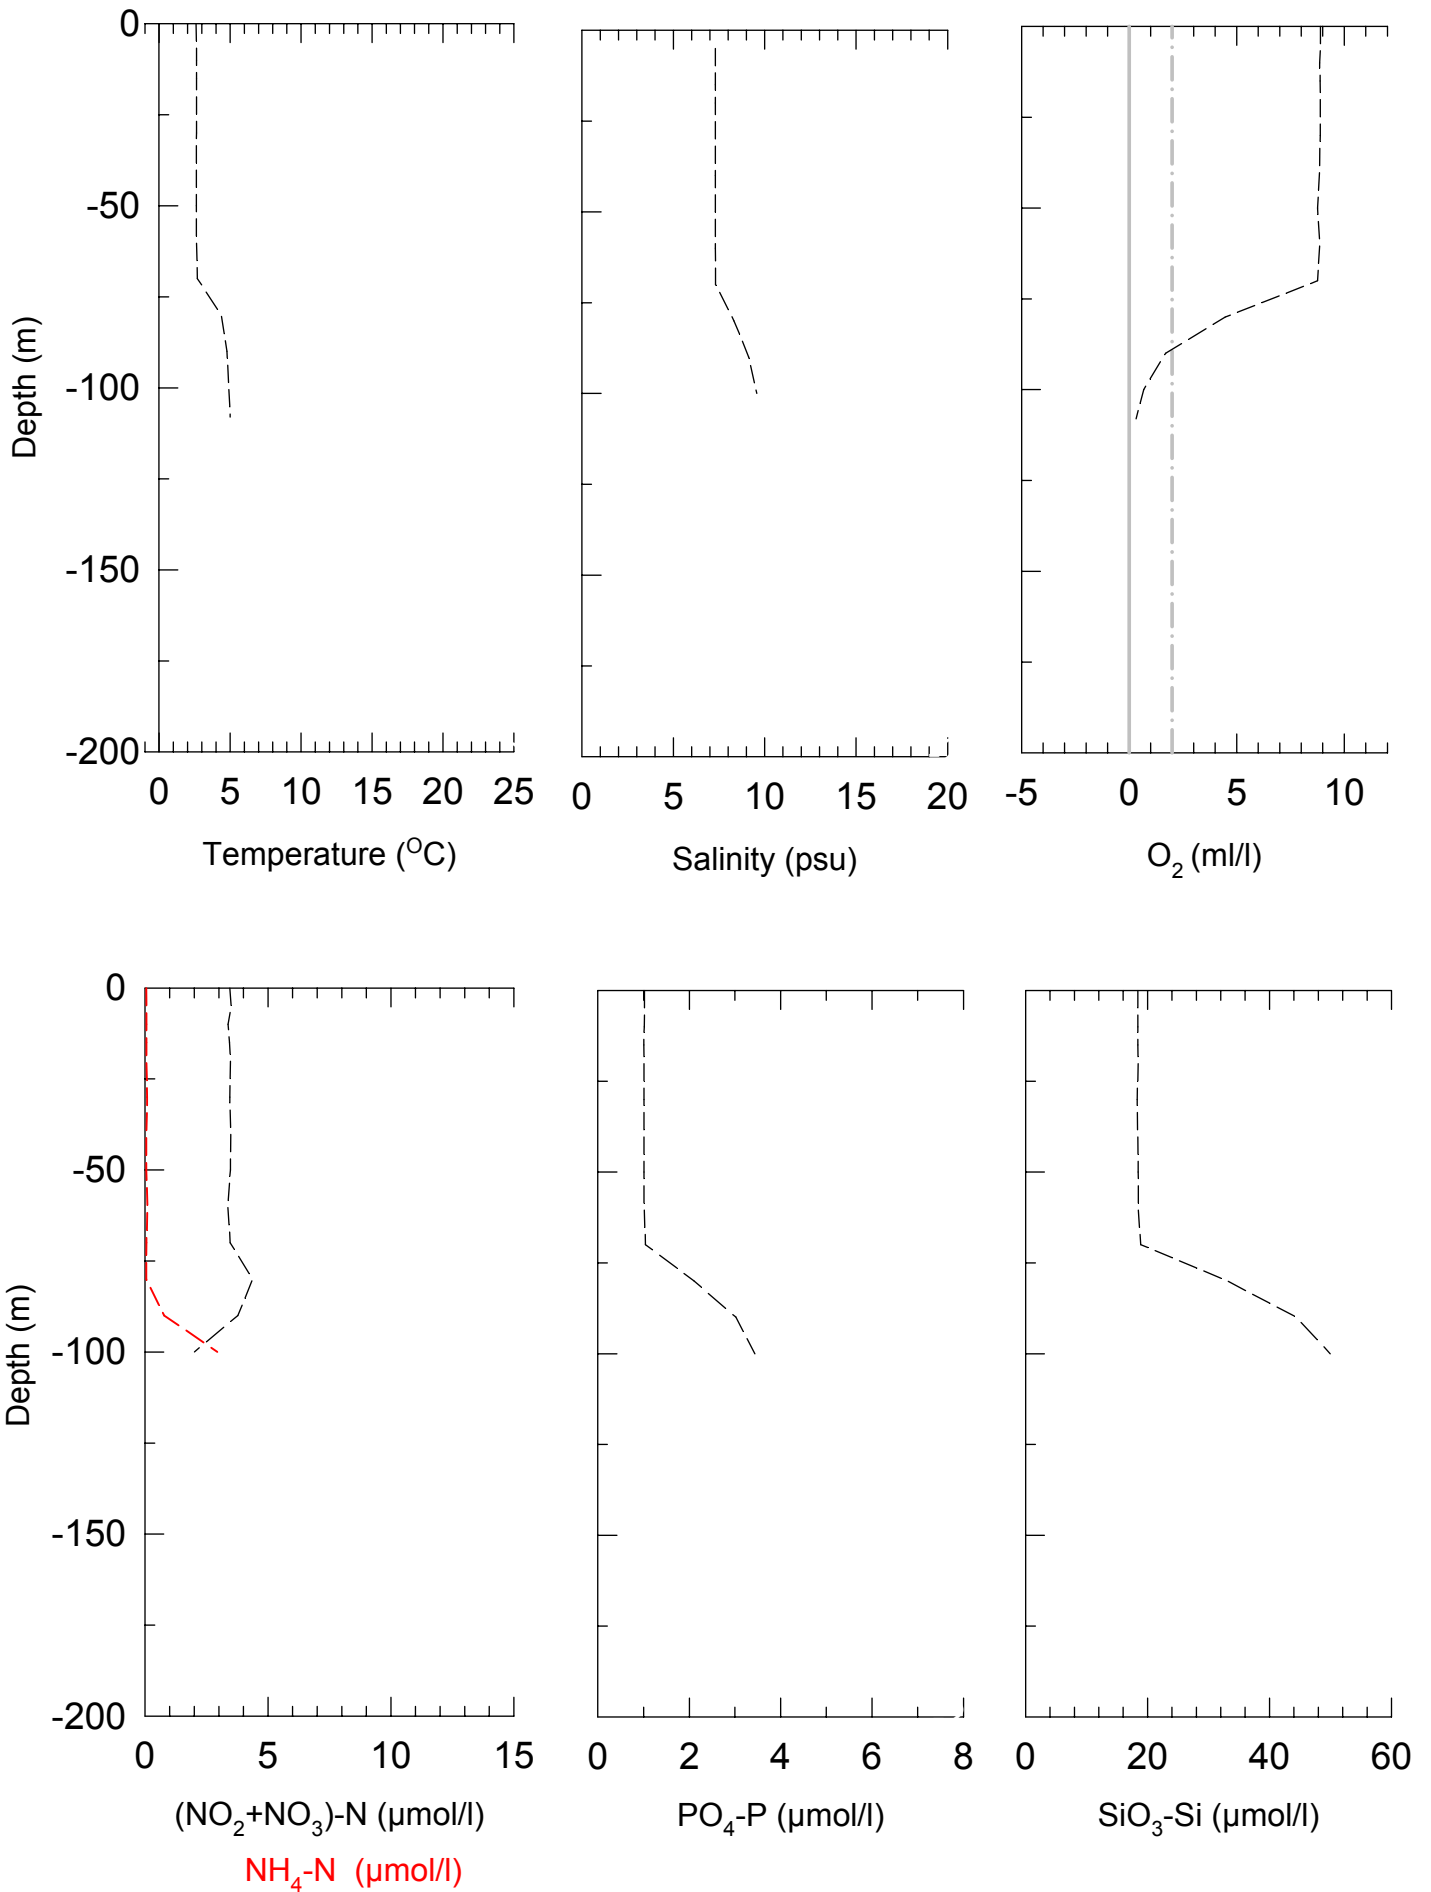 0
-50
-100
-150
-200
Depth (m)
0 5 10 15 20 25
Temperature (ᴼC)
0 5 10 15 20
Salinity (psu)
-5 0 5 10
O₂ (ml/l)
0
-50
-100
-150
-200
Depth (m)
0 5 10 15
(NO₂+NO₃)-N (µmol/l)
NH₄-N (µmol/l)
0 2 4 6 8
PO₄-P (µmol/l)
0 20 40 60
SiO₃-Si (µmol/l)